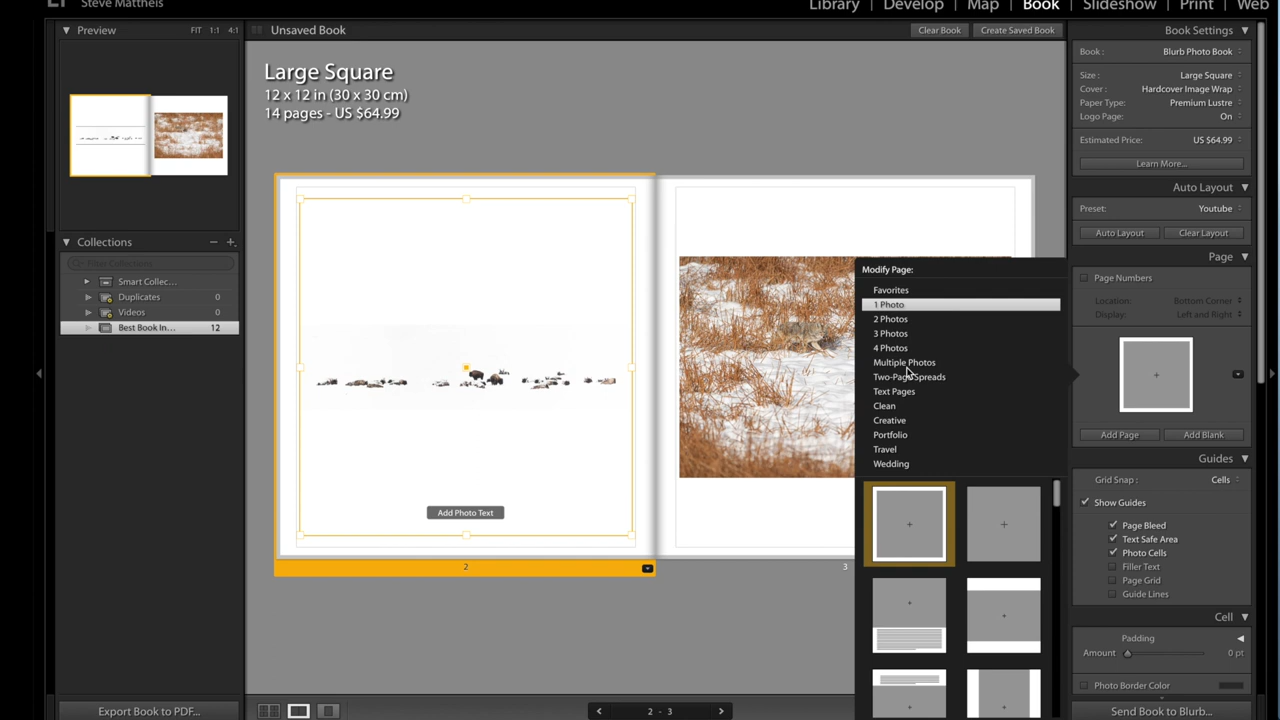 Steve Mattheis
Library | Develop | Map | Book | Slideshow | Print | Web
Preview FIT 1:1 4:1
Unsaved Book
Clear Book
Create Saved Book
Book Settings
Large Square
12 x 12 in (30 x 30 cm)
14 pages - US $64.99
Book : Blurb Photo Book
Size : Large Square
Cover : Hardcover Image Wrap
Paper Type: Premium Lustre
Logo Page: On
Estimated Price: US $64.99
Learn More...
Auto Layout
Preset: Youtube
Auto Layout
Clear Layout
Collections
Filter Collections
Smart Collec...
Duplicates 0
Videos 0
Best Book In... 12
Page
Page Numbers
Location: Bottom Corner
Display: Left and Right
Add Page
Add Blank
Modify Page:
Favorites
1 Photo
2 Photos
3 Photos
4 Photos
Multiple Photos
Two-Page Spreads
Text Pages
Clean
Creative
Portfolio
Travel
Wedding
Add Photo Text
2
3
Guides
Grid Snap : Cells
Show Guides
Page Bleed
Text Safe Area
Photo Cells
Filler Text
Page Grid
Guide Lines
Cell
Padding
Amount 0 pt
Photo Border Color
Export Book to PDF...
2 - 3
Send Book to Blurb...